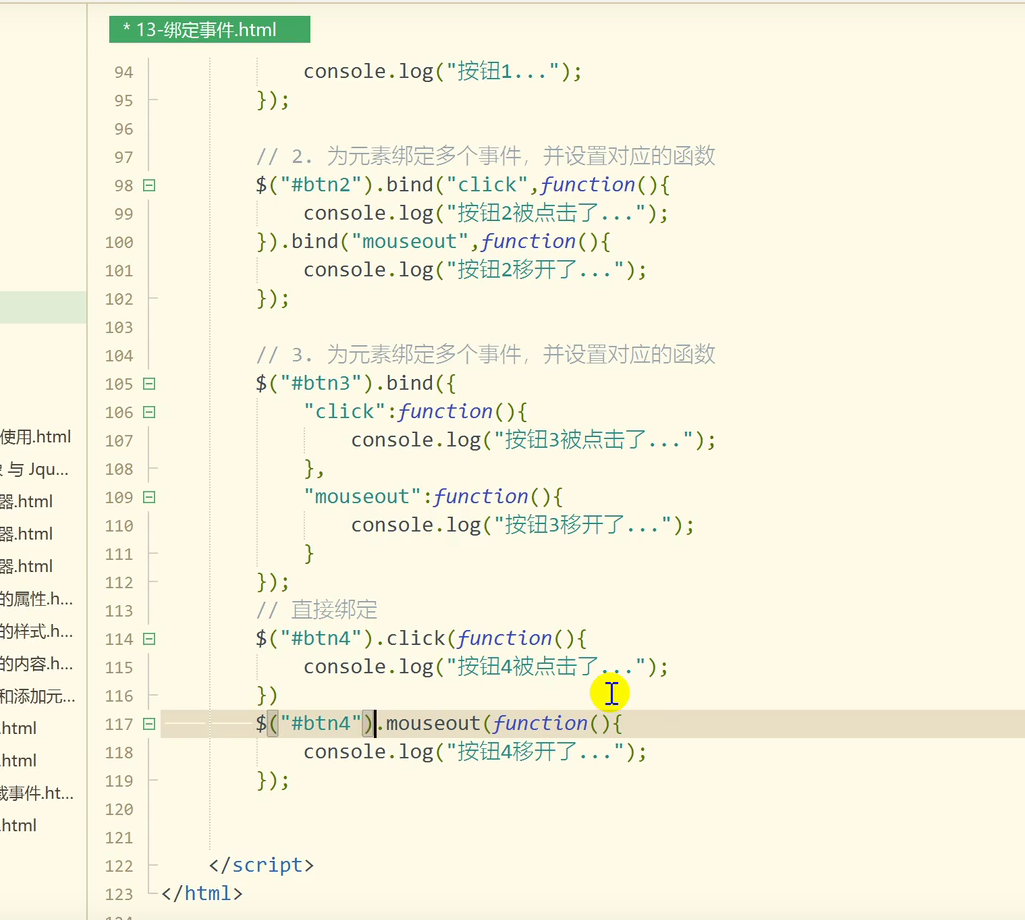 * 13-绑定事件.html
94 console.log("按钮1...");
95 });
96
97 // 2. 为元素绑定多个事件，并设置对应的函数
98 $("#btn2").bind("click",function(){
99 console.log("按钮2被点击了...");
100 }).bind("mouseout",function(){
101 console.log("按钮2移开了...");
102 });
103
104 // 3. 为元素绑定多个事件，并设置对应的函数
105 $("#btn3").bind({
106 "click":function(){
107 console.log("按钮3被点击了...");
108 },
109 "mouseout":function(){
110 console.log("按钮3移开了...");
111 }
112 });
113 // 直接绑定
114 $("#btn4").click(function(){
115 console.log("按钮4被点击了...");
116 })
117 $("#btn4").mouseout(function(){
118 console.log("按钮4移开了...");
119 });
120
121
122 </script>
123 </html>
使用.html
与 Jqu...
器.html
器.html
器.html
的属性.h...
的样式.h...
的内容.h...
和添加元...
.html
.html
事件.ht...
.html